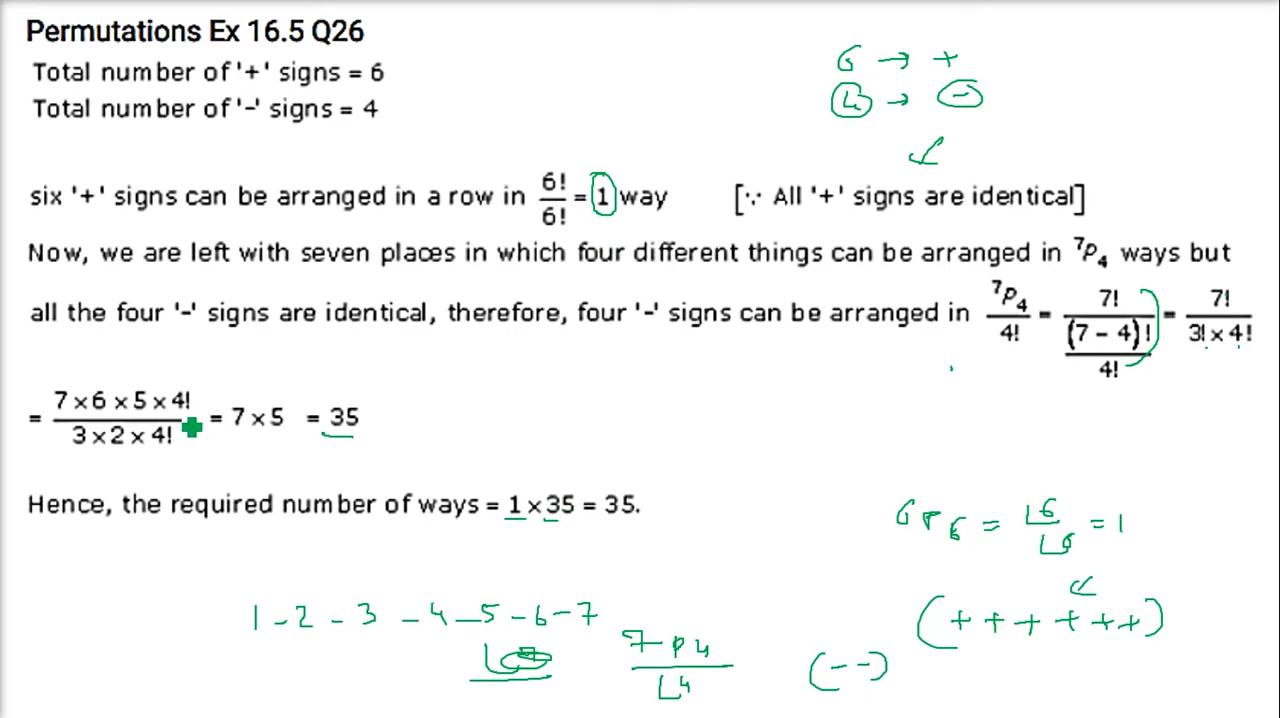 Permutations Ex 16.5 Q26
Total number of '+' signs = 6
Total number of '-' signs = 4
6 → +
4 → -
six '+' signs can be arranged in a row in 6!/6! = 1 way [∵ All '+' signs are identical]
Now, we are left with seven places in which four different things can be arranged in ⁷P₄ ways but
all the four '-' signs are identical, therefore, four '-' signs can be arranged in ⁷P₄/4! = 7!/(7 - 4)!/4! = 7!/3! × 4!
= 7 × 6 × 5 × 4!/3 × 2 × 4! = 7 × 5 = 35
Hence, the required number of ways = 1 × 35 = 35.
6P6 = ⌊6/⌊6 = 1
1 - 2 - 3 - 4 - 5 - 6 - 7
(+ + + + + +)
7P4/⌊4
(- -)